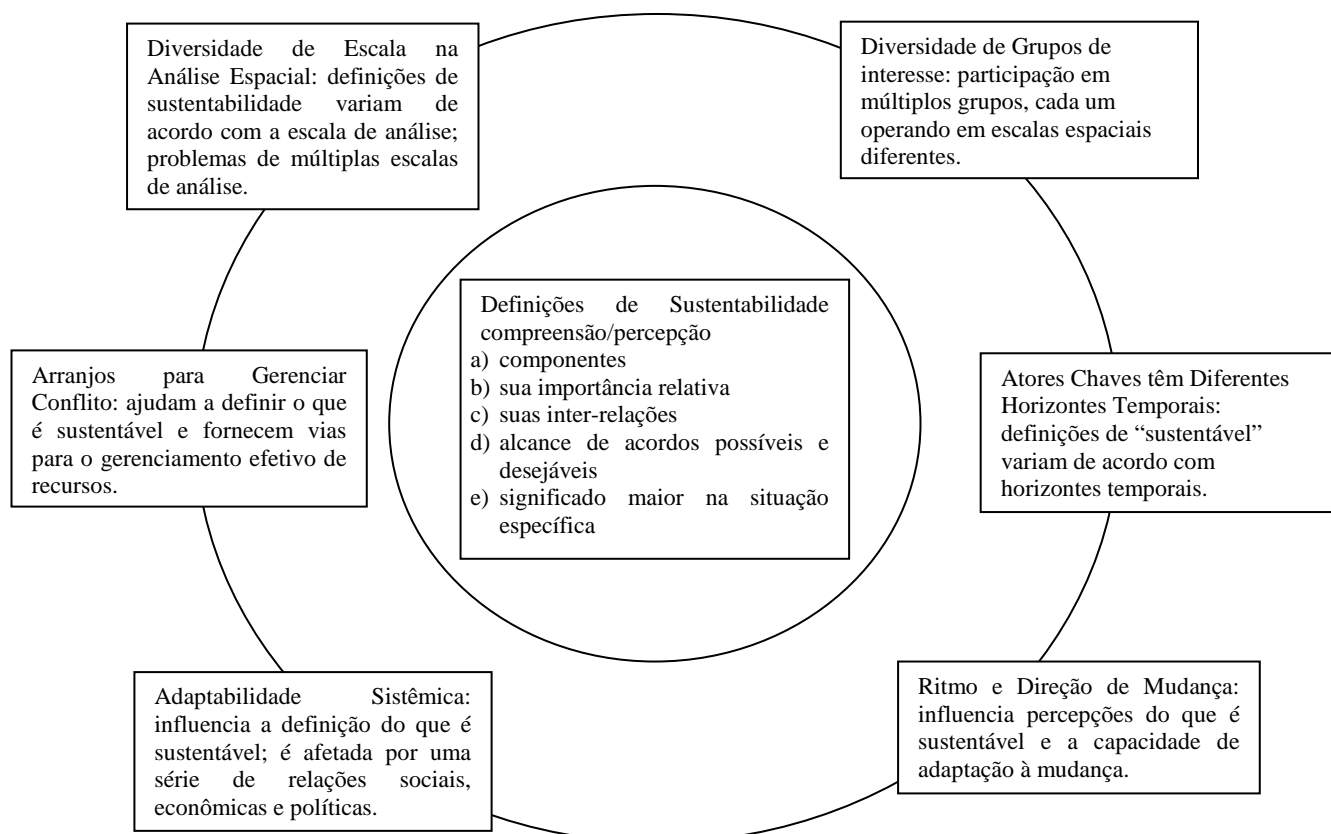 Diversidade de Escala na
Análise Espacial: definições de
sustentabilidade variam de
acordo com a escala de análise;
problemas de múltiplas escalas
de análise.
Diversidade de Grupos de
interesse: participação em
múltiplos grupos, cada um
operando em escalas espaciais
diferentes.
Definições de Sustentabilidade
compreensão/percepção
a) componentes
b) sua importância relativa
c) suas inter-relações
d) alcance de acordos possíveis e
desejáveis
e) significado maior na situação
específica
Arranjos para Gerenciar
Conflito: ajudam a definir o que
é sustentável e fornecem vias
para o gerenciamento efetivo de
recursos.
Atores Chaves têm Diferentes
Horizontes Temporais:
definições de “sustentável”
variam de acordo com
horizontes temporais.
Adaptabilidade Sistêmica:
influencia a definição do que é
sustentável; é afetada por uma
série de relações sociais,
econômicas e políticas.
Ritmo e Direção de Mudança:
influencia percepções do que é
sustentável e a capacidade de
adaptação à mudança.